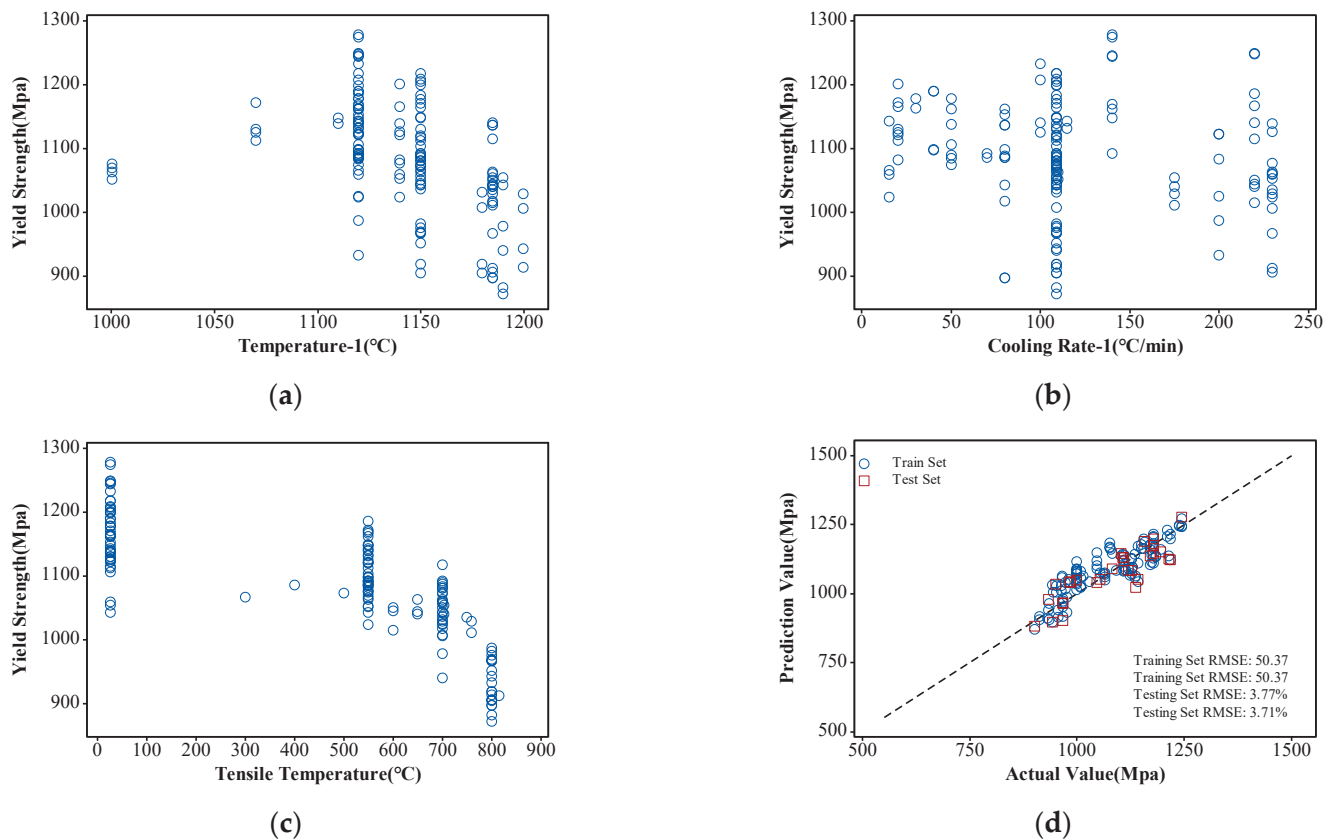 1300
1200
1100
1000
900
Yield Strength(Mpa)
1000
1050
1100
1150
1200
Temperature-1(°C)
(a)
1300
1200
1100
1000
900
Yield Strength(Mpa)
0
50
100
150
200
250
Cooling Rate-1(°C/min)
(b)
1300
1200
1100
1000
900
Yield Strength(Mpa)
0
100
200
300
400
500
600
700
800
900
Tensile Temperature(°C)
(c)
1500
1250
1000
750
500
Prediction Value(Mpa)
Train Set
Test Set
Training Set RMSE: 50.37
Training Set RMSE: 50.37
Testing Set RMSE: 3.77%
Testing Set RMSE: 3.71%
500
750
1000
1250
1500
Actual Value(Mpa)
(d)